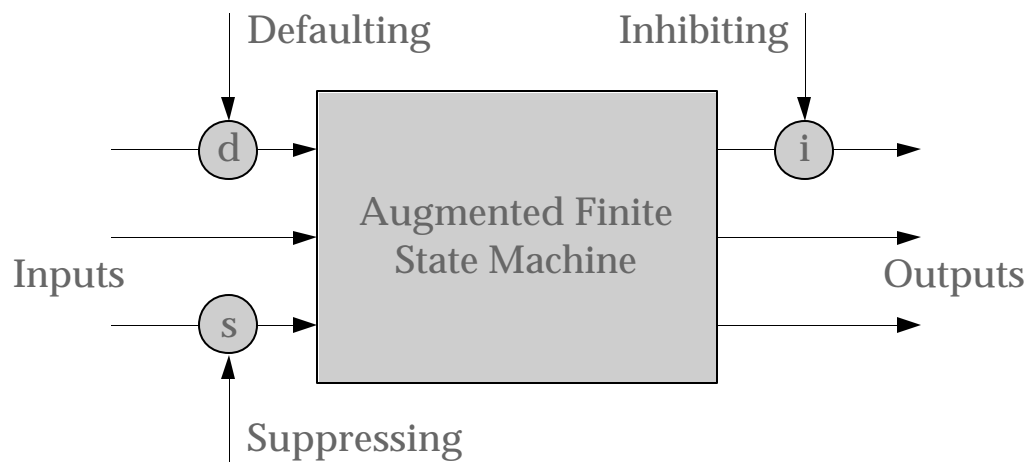 Defaulting
Inhibiting
d
i
Augmented Finite
State Machine
Inputs
Outputs
s
Suppressing